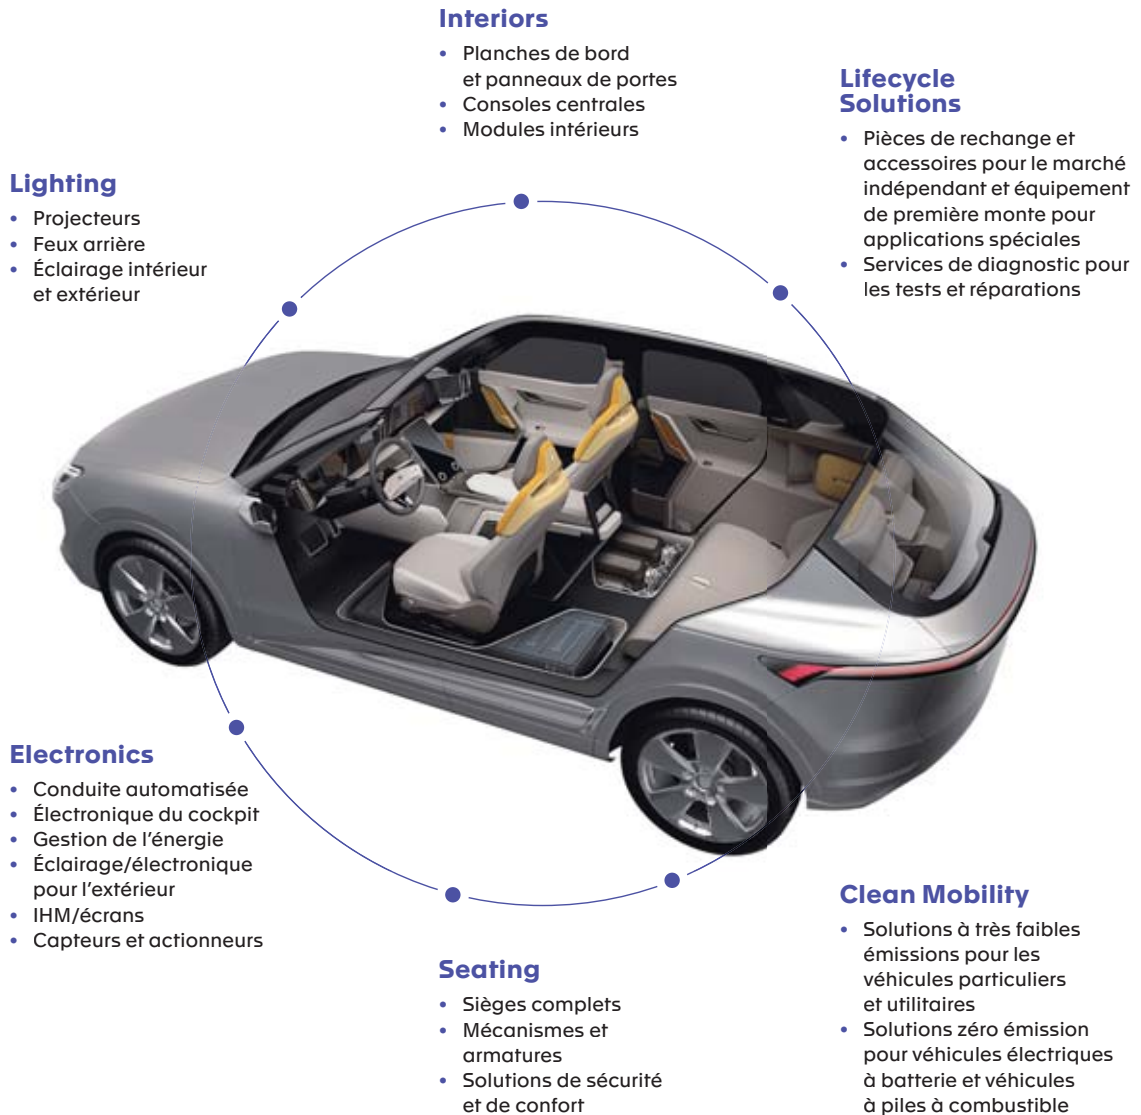 Interiors
• Planches de bord
et panneaux de portes
• Consoles centrales
• Modules intérieurs
Lifecycle
Solutions
• Pièces de rechange et
accessoires pour le marché
indépendant et équipement
de première monte pour
applications spéciales
• Services de diagnostic pour
les tests et réparations
Lighting
• Projecteurs
• Feux arrière
• Éclairage intérieur
et extérieur
Electronics
• Conduite automatisée
• Électronique du cockpit
• Gestion de l'énergie
• Éclairage/électronique
pour l'extérieur
• IHM/écrans
• Capteurs et actionneurs
Seating
• Sièges complets
• Mécanismes et
armatures
• Solutions de sécurité
et de confort
Clean Mobility
• Solutions à très faibles
émissions pour les
véhicules particuliers
et utilitaires
• Solutions zéro émission
pour véhicules électriques
à batterie et véhicules
à piles à combustible